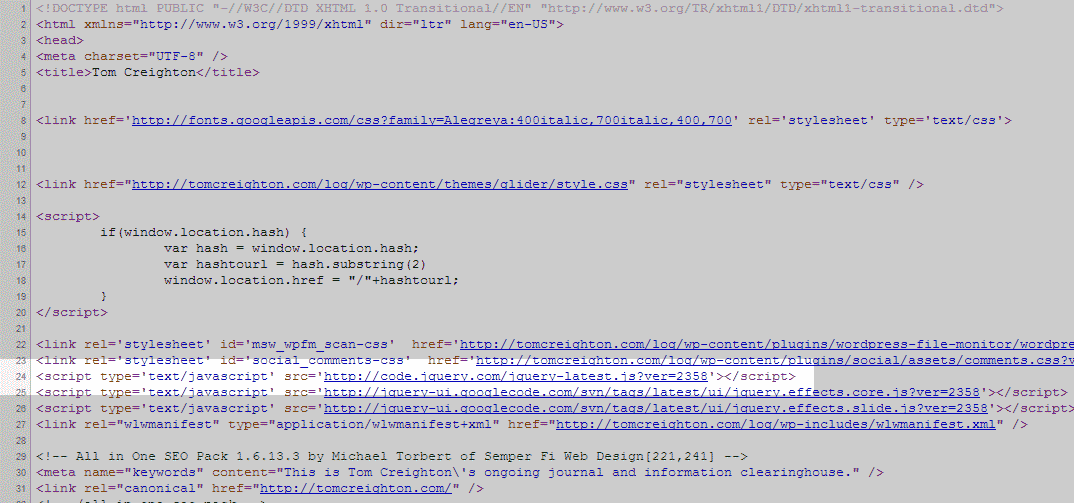 1 <!DOCTYPE html PUBLIC "-//W3C//DTD XHTML 1.0 Transitional//EN" "http://www.w3.org/TR/xhtml1/DTD/xhtml1-transitional.dtd">
2 <html xmlns="http://www.w3.org/1999/xhtml" dir="ltr" lang="en-US">
3 <head>
4 <meta charset="UTF-8" />
5 <title>Tom Creighton</title>
6
7
8 <link href='http://fonts.googleapis.com/css?family=Alegreya:400italic,700italic,400,700' rel='stylesheet' type='text/css'>
9
10
11
12 <link href="http://tomcreighton.com/log/wp-content/themes/glider/style.css" rel="stylesheet" type="text/css" />
13
14 <script>
15 if(window.location.hash) {
16 var hash = window.location.hash;
17 var hashtourl = hash.substring(2)
18 window.location.href = "/"+hashtourl;
19 }
20 </script>
21
22 <link rel='stylesheet' id='msw_wpfm_scan-css'  href='http://tomcreighton.com/log/wp-content/plugins/wordpress-file-monitor/wordpre
23 <link rel='stylesheet' id='social_comments-css'  href='http://tomcreighton.com/log/wp-content/plugins/social/assets/comments.css?v
24 <script type='text/javascript' src='http://code.jquery.com/jquery-latest.js?ver=2358'></script>
25 <script type='text/javascript' src='http://jquery-ui.googlecode.com/svn/tags/latest/ui/jquery.effects.core.js?ver=2358'></script>
26 <script type='text/javascript' src='http://jquery-ui.googlecode.com/svn/tags/latest/ui/jquery.effects.slide.js?ver=2358'></script>
27 <link rel="wlwmanifest" type="application/wlwmanifest+xml" href="http://tomcreighton.com/log/wp-includes/wlwmanifest.xml" />
28
29 <!-- All in One SEO Pack 1.6.13.3 by Michael Torbert of Semper Fi Web Design[221,241] -->
30 <meta name="keywords" content="This is Tom Creighton\'s ongoing journal and information clearinghouse." />
31 <link rel="canonical" href="http://tomcreighton.com/" />